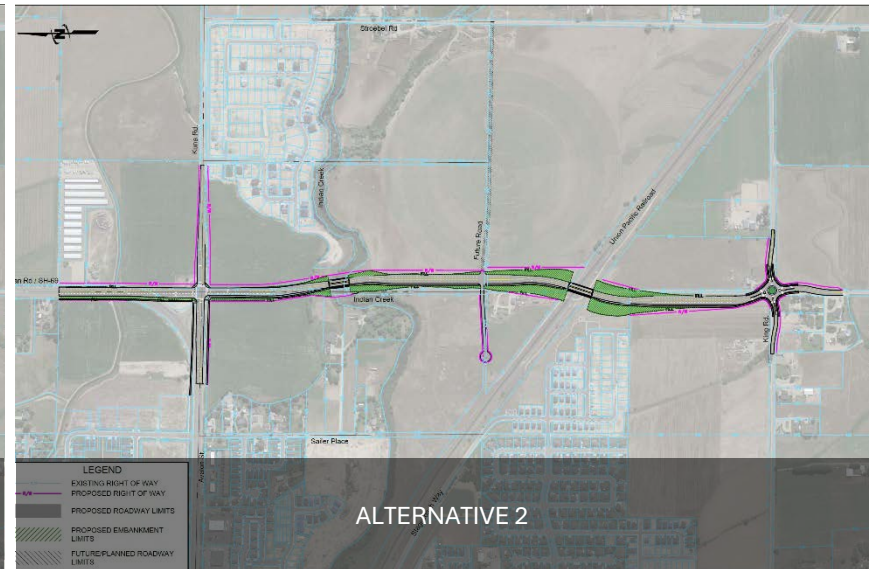 N
Stroebel Rd
Kuna Rd
Indian Creek
Future Road
Union Pacific Railroad
an Rd / SH-69
Indian Creek
King Rd.
Sailer Place
LEGEND
EXISTING RIGHT OF WAY
R/W PROPOSED RIGHT OF WAY
PROPOSED ROADWAY LIMITS
PROPOSED EMBANKMENT
LIMITS
FUTURE/PLANNED ROADWAY
LIMITS
Way
ALTERNATIVE 2